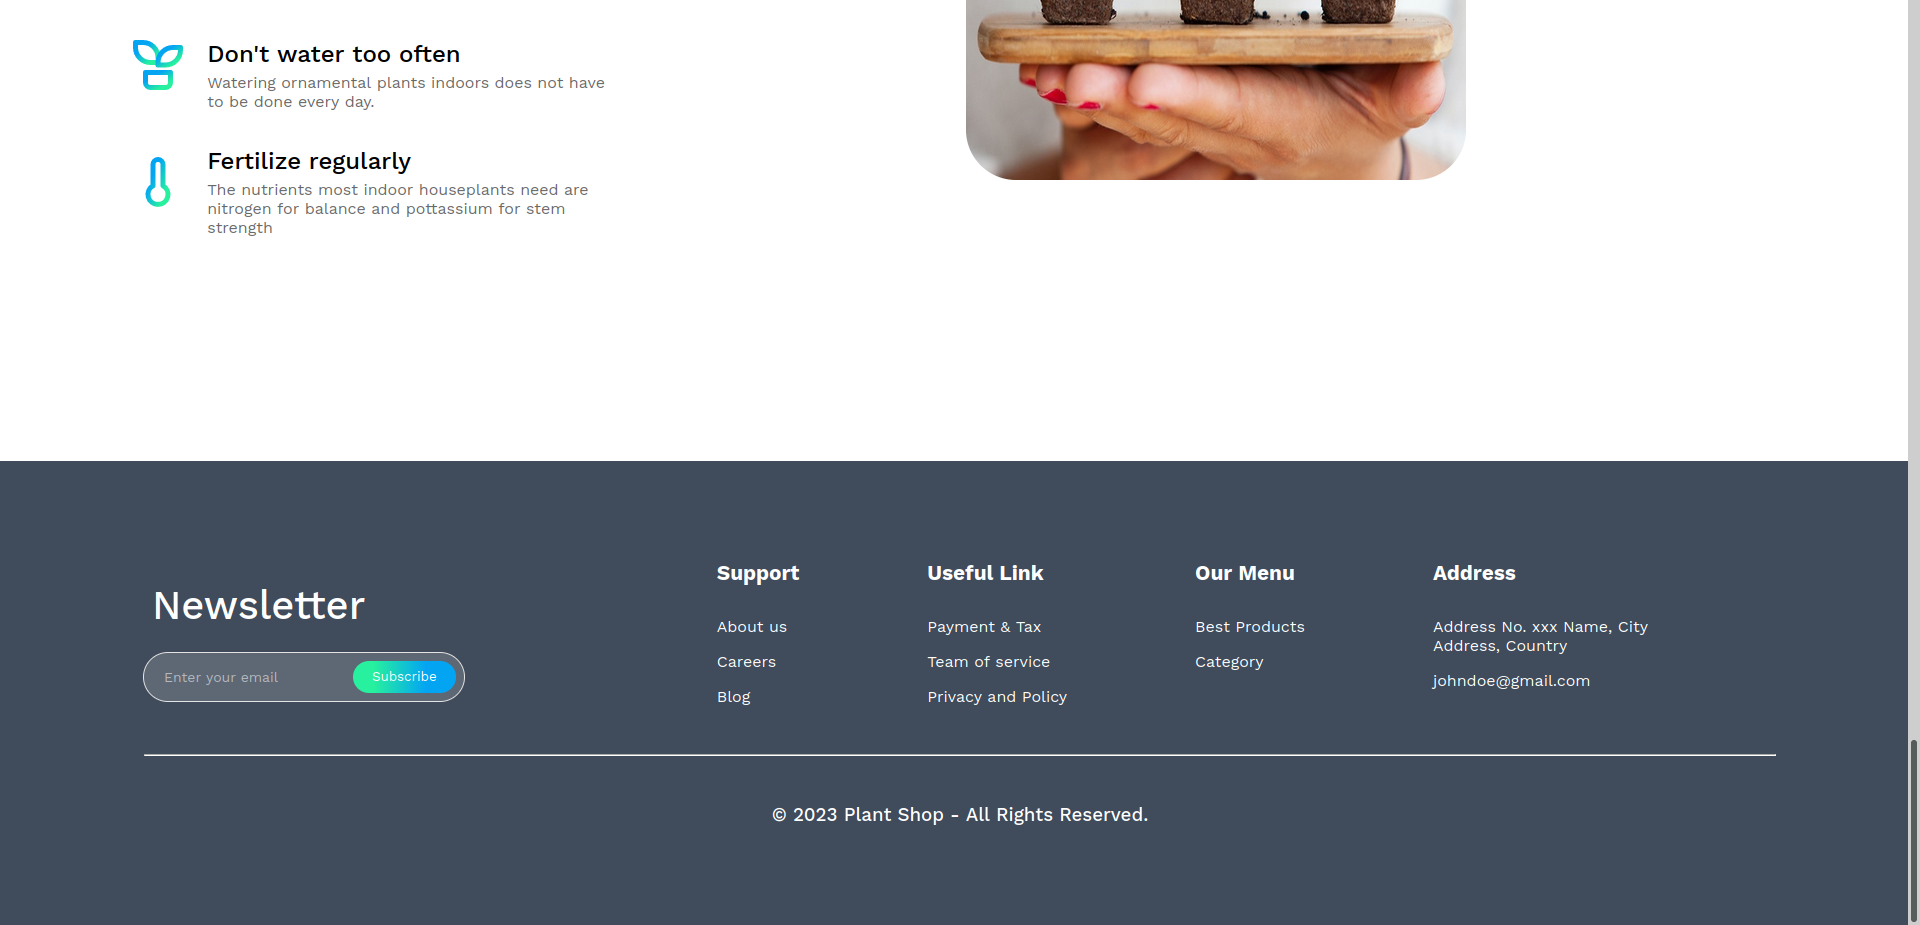 Don't water too often
Watering ornamental plants indoors does not have
to be done every day.
Fertilize regularly
The nutrients most indoor houseplants need are
nitrogen for balance and pottassium for stem
strength
Newsletter
Enter your email
Subscribe
Support
About us
Careers
Blog
Useful Link
Payment & Tax
Team of service
Privacy and Policy
Our Menu
Best Products
Category
Address
Address No. xxx Name, City
Address, Country
johndoe@gmail.com
© 2023 Plant Shop - All Rights Reserved.